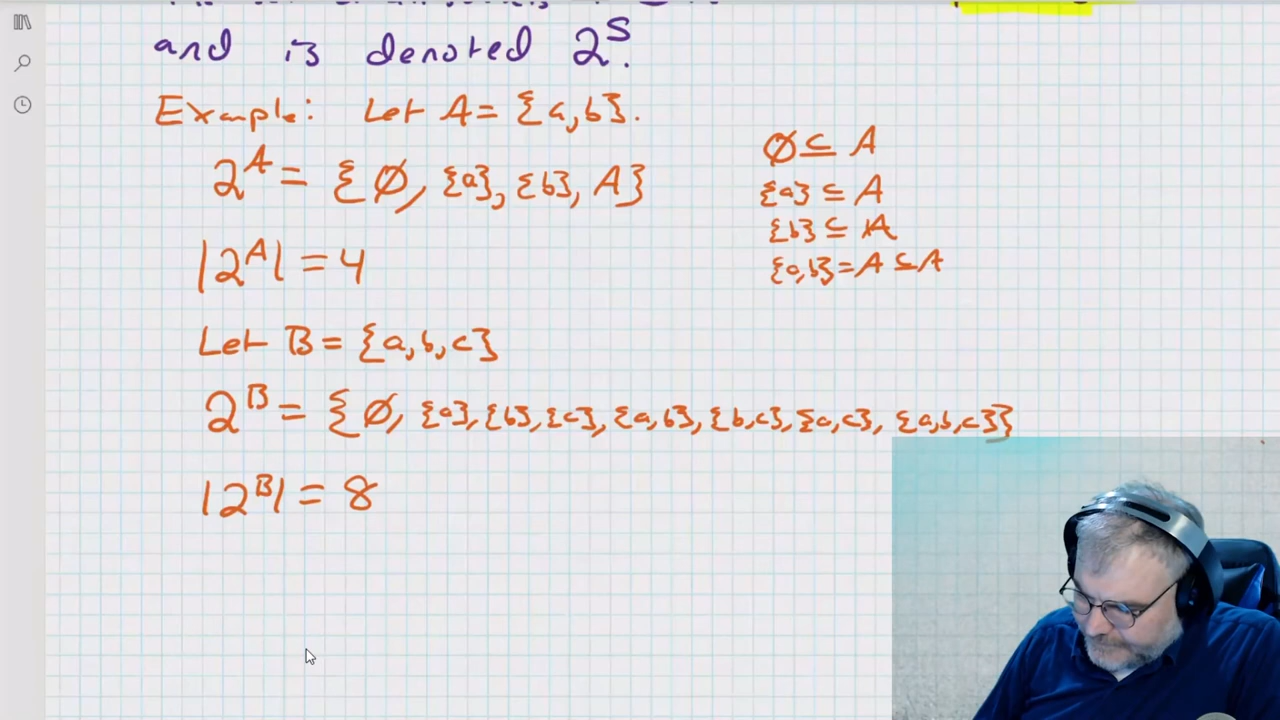 and is denoted 2^S.
Example: Let A = {a,b}.
2^A = {∅, {a}, {b}, A}
|2^A| = 4
Let B = {a,b,c}
2^B = {∅, {a}, {b}, {c}, {a,b}, {b,c}, {a,c}, {a,b,c}}
|2^B| = 8
∅ ⊆ A
{a} ⊆ A
{b} ⊆ A
{a,b} = A ⊆ A